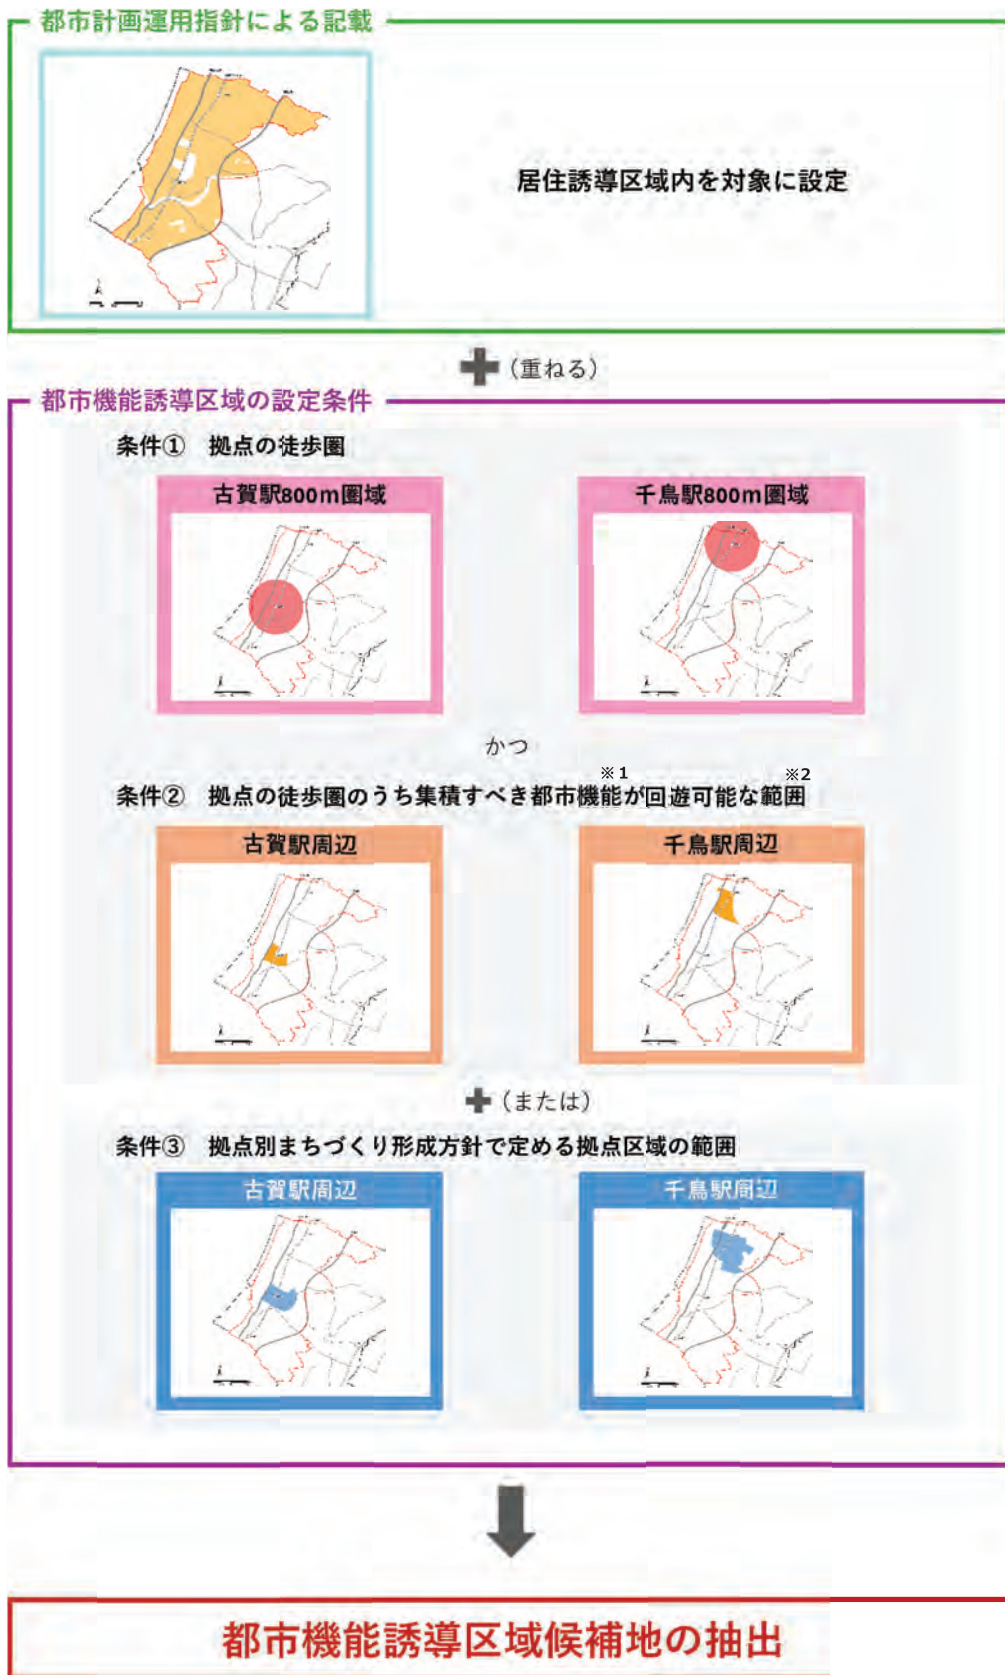 都市計画運用指針による記載
居住誘導区域内を対象に設定
(重ねる)
都市機能誘導区域の設定条件
条件① 拠点の徒歩圏
古賀駅800m圏域
千鳥駅800m圏域
かつ
※1
※2
条件② 拠点の徒歩圏のうち集積すべき都市機能が回遊可能な範囲
古賀駅周辺
千鳥駅周辺
(または)
条件③ 拠点別まちづくり形成方針で定める拠点区域の範囲
古賀駅周辺
千鳥駅周辺
都市機能誘導区域候補地の抽出